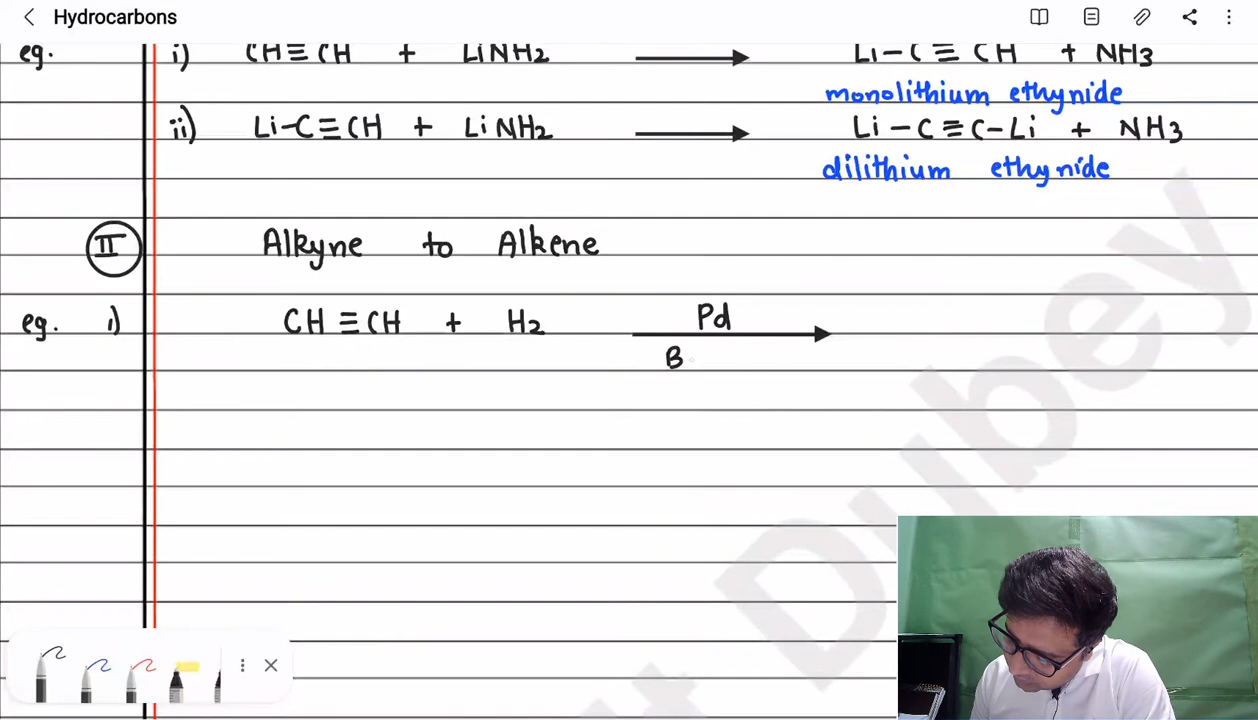 Hydrocarbons
eg. i) CH≡CH + LiNH2 ⟶ Li–C≡CH + NH3
monolithium ethynide
ii) Li–C≡CH + LiNH2 ⟶ Li–C≡C–Li + NH3
dilithium ethynide
II Alkyne to Alkene
eg. i) CH≡CH + H2 ⟶ Pd
B
Dubey